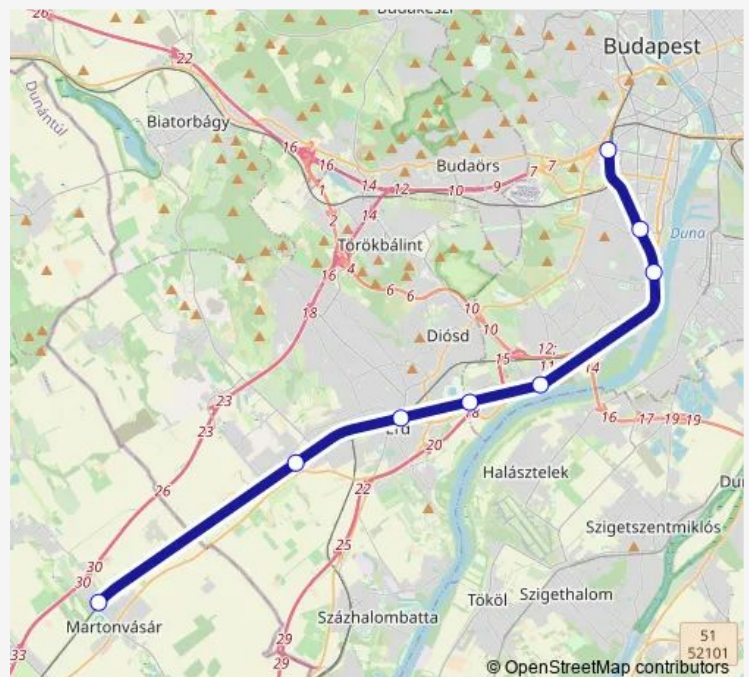 Budakeszi
26
Budapest
22
Dunántúl
Biatorbágy
16
16
Budaörs
7
7
1
14
12
10
9
2
14
Duna
Törökbálint
16
4
6
6
18
10
Diósd
10
15
12;
11
14
23
Érd
18
16
17
19
19
23
20
26
22
Halásztelek
25
Szigetszentmiklós
30
30
Tököl
Szigethalom
Martonvásár
Százhalombatta
29
29
33
51
52101
© OpenStreetMap contributors